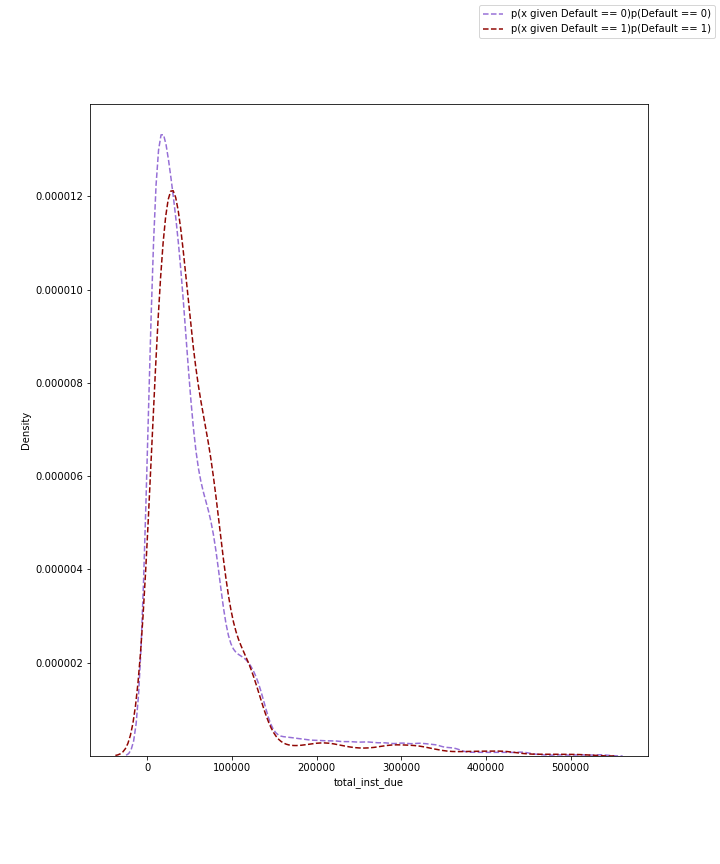 p(x given Default == 0)p(Default == 0)
p(x given Default == 1)p(Default == 1)
0.000012
0.000010
0.000008
0.000006
0.000004
0.000002
Density
0 100000 200000 300000 400000 500000
total_inst_due